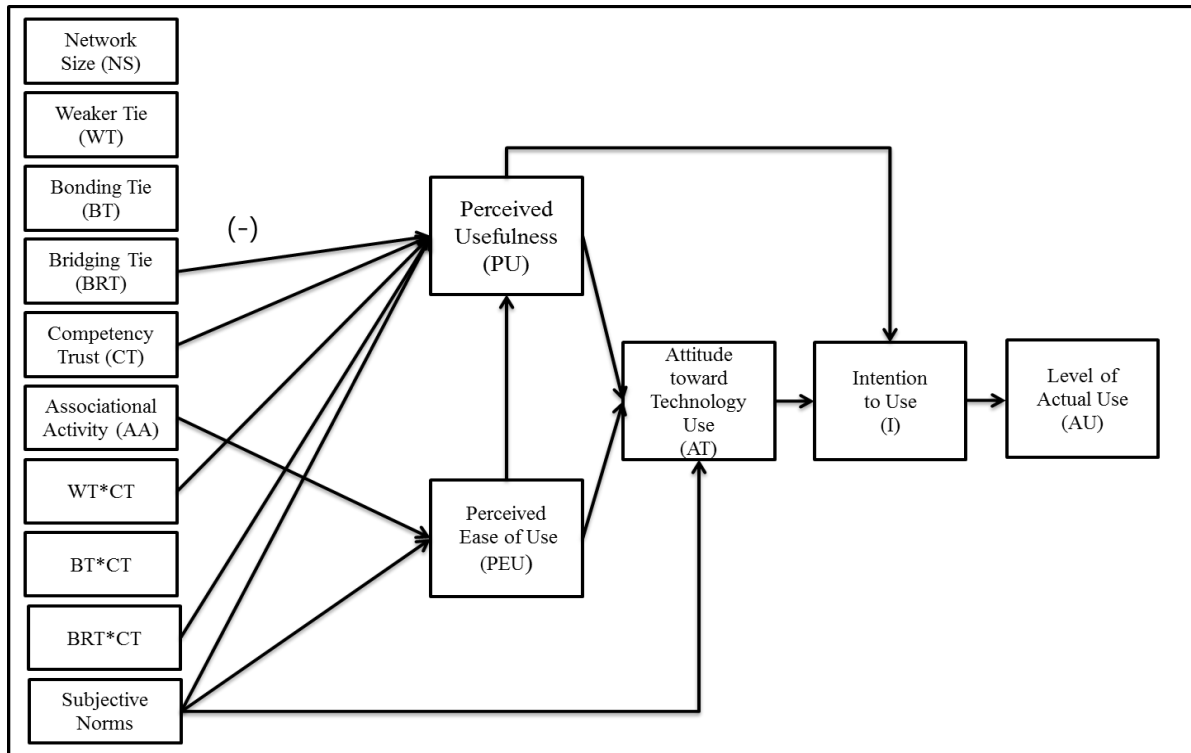 Network
Size (NS)
Weaker Tie
(WT)
Bonding Tie
(BT)
(-)
Bridging Tie
(BRT)
Competency
Trust (CT)
Associational
Activity (AA)
WT*CT
BT*CT
BRT*CT
Subjective
Norms
Perceived
Usefulness
(PU)
Perceived
Ease of Use
(PEU)
Attitude
toward
Technology
Use
(AT)
Intention
to Use
(I)
Level of
Actual Use
(AU)